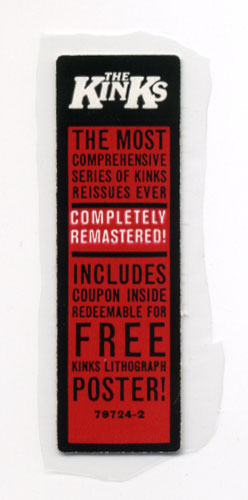 THE
KINKS
THE MOST
COMPREHENSIVE
SERIES OF KINKS
REISSUES EVER
COMPLETELY
REMASTERED!
INCLUDES
COUPON INSIDE
REDEEMABLE FOR
FREE
KINKS LITHOGRAPH
POSTER!
79724-2